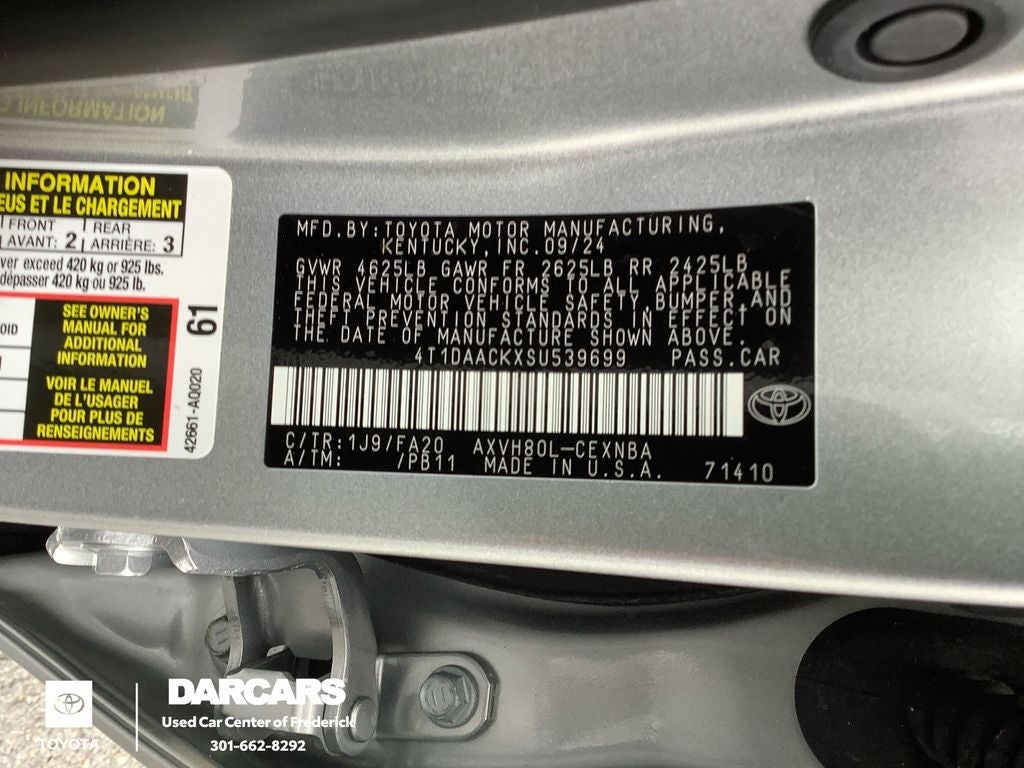 INFORMATION
INFORMATION
EUS ET LE CHARGEMENT
FRONT REAR
AVANT: 2 ARRIÈRE: 3
ver exceed 420 kg or 925 lbs.
dépasser 420 kg ou 925 lb.
SEE OWNER'S
MANUAL FOR
ADDITIONAL
INFORMATION
VOIR LE MANUEL
DE L'USAGER
POUR PLUS DE
RENSEIGNEMENTS
61
42661-A0020
MFD.BY:TOYOTA MOTOR MANUFACTURING,
KENTUCKY,INC.09/24
GVWR 4625LB GAWR FR 2625LB RR 2425LB
THIS VEHICLE CONFORMS TO ALL APPLICABLE
FEDERAL MOTOR VEHICLE SAFETY,BUMPER,AND
THEFT PREVENTION STANDARDS IN EFFECT ON
THE DATE OF MANUFACTURE SHOWN ABOVE.
4T1DAACKXSU539699 PASS.CAR
C/TR:1J9/FA20 AXVH80L-CEXNBA
A/TM: /PB11 MADE IN U.S.A. 71410
TOYOTA
DARCARS
Used Car Center of Frederick
301-662-8292